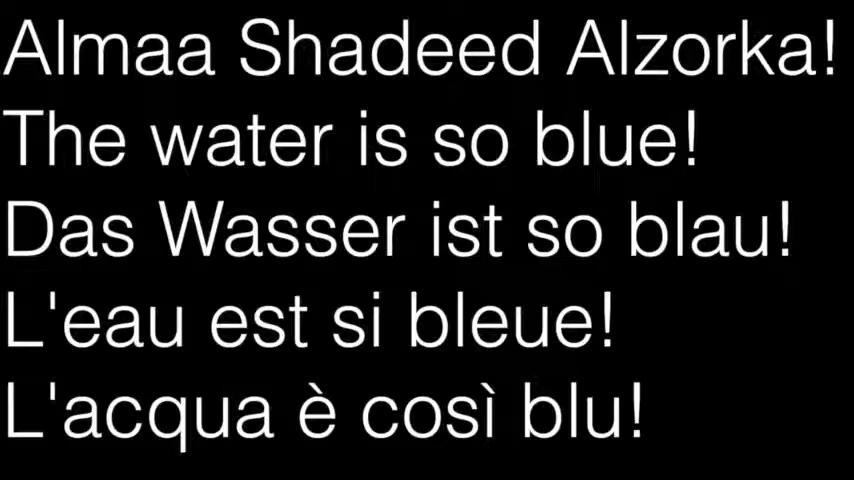 Almaa Shadeed Alzorka!
The water is so blue!
Das Wasser ist so blau!
L'eau est si bleue!
L'acqua è così blu!